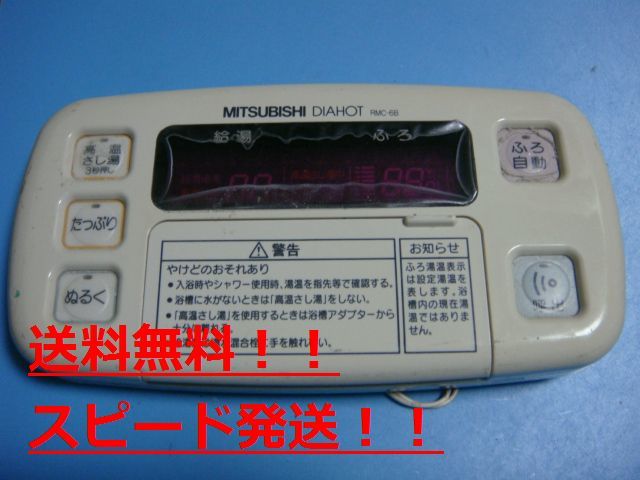 MITSUBISHI DIAHOT RMC-6B
給湯 ふろ
高温
さし湯
3秒押し
たっぷり
ぬるく
ふろ
自動
警告
やけどのおそれあり
●入浴時やシャワー使用時、湯温を指先等で確認する。
●浴槽に水がないときは「高温さし湯」をしない。
●「高温さし湯」を使用するときは浴槽アダプターから
お知らせ
ふろ湯温表示
は設定湯温を
表します。浴
槽内の現在湯
温ではありま
せん。
送料無料！！
スピード発送！！